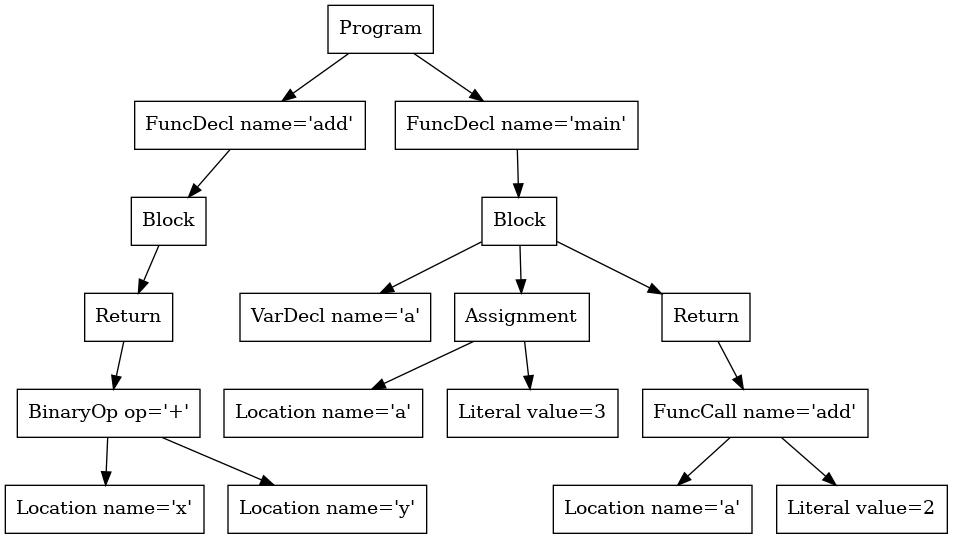 Program
FuncDecl name='add'
FuncDecl name='main'
Block
Block
Return
VarDecl name='a'
Assignment
Return
BinaryOp op='+'
Location name='a'
Literal value=3
FuncCall name='add'
Location name='x'
Location name='y'
Location name='a'
Literal value=2